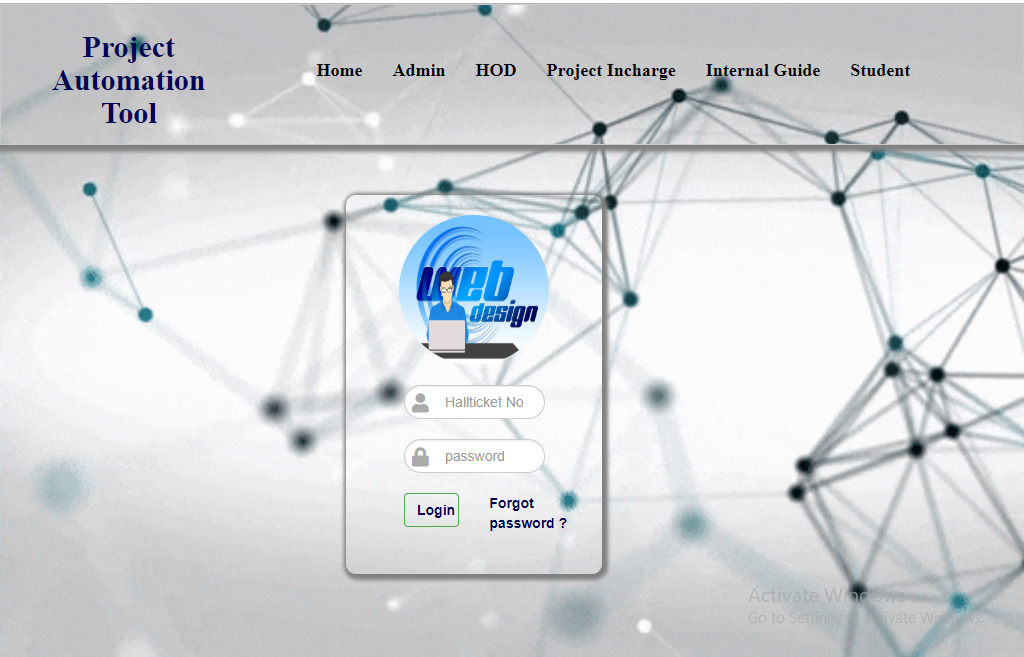 Project
Automation
Tool
Home Admin HOD Project Incharge Internal Guide Student
web
design
Hallticket No
password
Login
Forgot
password ?
Activate Windows
Go to Settings to activate Windows.